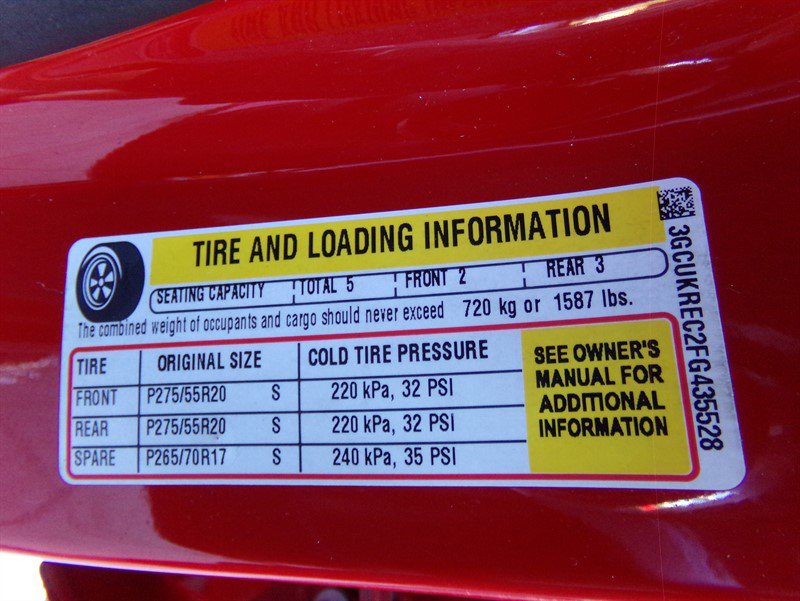 TIRE AND LOADING INFORMATION
SEATING CAPACITY TOTAL 5 FRONT 2 REAR 3
The combined weight of occupants and cargo should never exceed 720 kg or 1587 lbs.
TIRE ORIGINAL SIZE COLD TIRE PRESSURE
FRONT P275/55R20 S 220 kPa, 32 PSI
REAR P275/55R20 S 220 kPa, 32 PSI
SPARE P265/70R17 S 240 kPa, 35 PSI
SEE OWNER'S
MANUAL FOR
ADDITIONAL
INFORMATION
3GCUKREC2FG435528